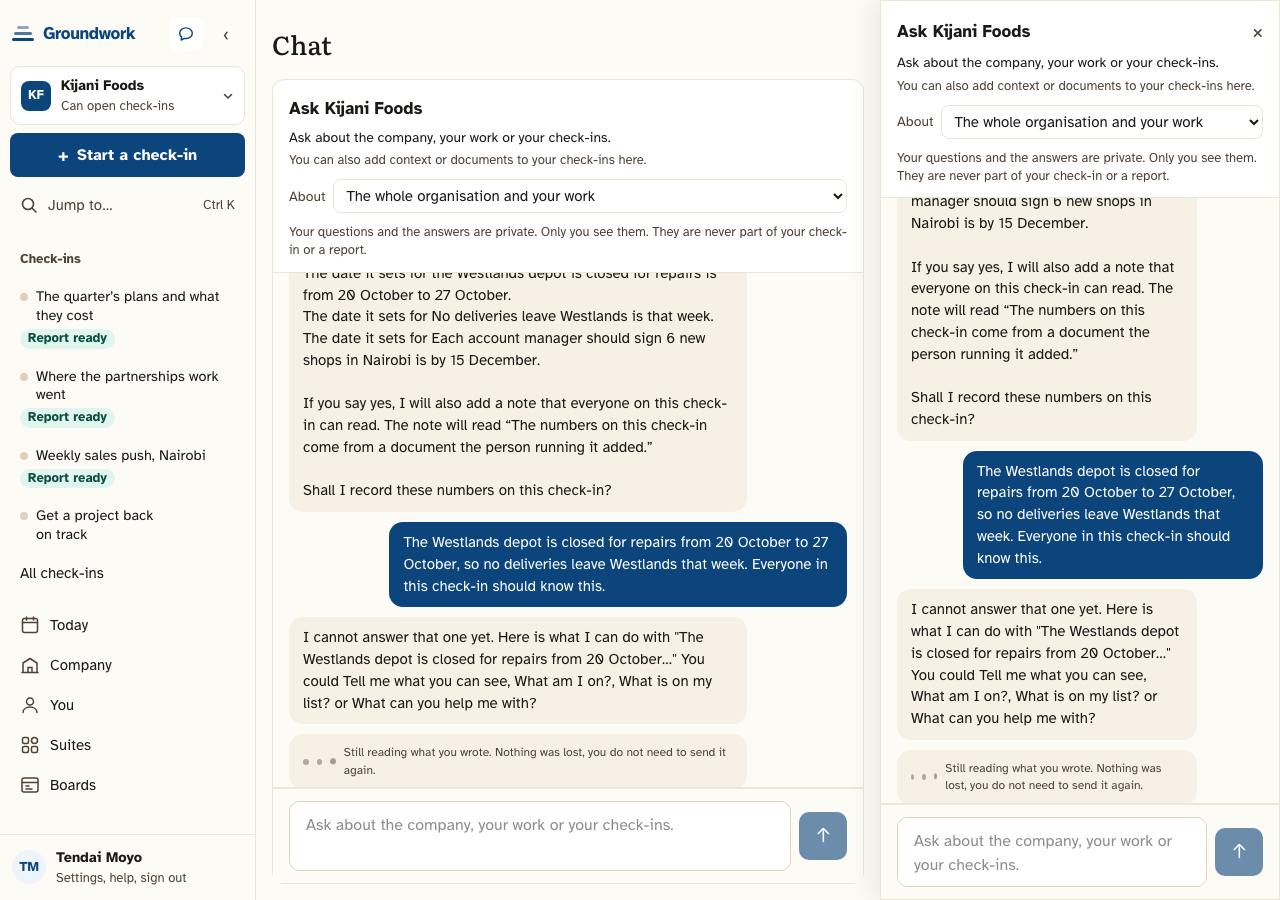 Groundwork
KF
Kijani Foods
Can open check-ins
+ Start a check-in
Jump to...
Ctrl K
Check-ins
The quarter's plans and what
they cost
Report ready
Where the partnerships work
went
Report ready
Weekly sales push, Nairobi
Report ready
Get a project back
on track
All check-ins
Today
Company
You
Suites
Boards
TM
Tendai Moyo
Settings, help, sign out
Chat
Ask Kijani Foods
Ask about the company, your work or your check-ins.
You can also add context or documents to your check-ins here.
About
The whole organisation and your work
Your questions and the answers are private. Only you see them. They are never part of your check-
in or a report.
The date it sets for the Westlands depot is closed for repairs is
from 20 October to 27 October.
The date it sets for No deliveries leave Westlands is that week.
The date it sets for Each account manager should sign 6 new
shops in Nairobi is by 15 December.
If you say yes, I will also add a note that everyone on this check-
in can read. The note will read “The numbers on this check-in
come from a document the person running it added.”
Shall I record these numbers on this check-in?
The Westlands depot is closed for repairs from 20 October to 27
October, so no deliveries leave Westlands that week. Everyone in
this check-in should know this.
I cannot answer that one yet. Here is what I can do with "The
Westlands depot is closed for repairs from 20 October…" You
could Tell me what you can see, What am I on?, What is on my
list? or What can you help me with?
Still reading what you wrote. Nothing was lost, you do not need to send it
again.
Ask about the company, your work or your check-ins.
Ask Kijani Foods
×
Ask about the company, your work or your check-ins.
You can also add context or documents to your check-ins here.
About
The whole organisation and your work
Your questions and the answers are private. Only you see them.
They are never part of your check-in or a report.
manager should sign 6 new shops in
Nairobi is by 15 December.
If you say yes, I will also add a note that
everyone on this check-in can read. The
note will read “The numbers on this
check-in come from a document the
person running it added.”
Shall I record these numbers on this
check-in?
The Westlands depot is closed for
repairs from 20 October to 27 October,
so no deliveries leave Westlands that
week. Everyone in this check-in should
know this.
I cannot answer that one yet. Here is
what I can do with "The Westlands depot
is closed for repairs from 20 October…"
You could Tell me what you can see,
What am I on?, What is on my list? or
What can you help me with?
Still reading what you wrote. Nothing was
lost, you do not need to send it again.
Ask about the company, your work or
your check-ins.